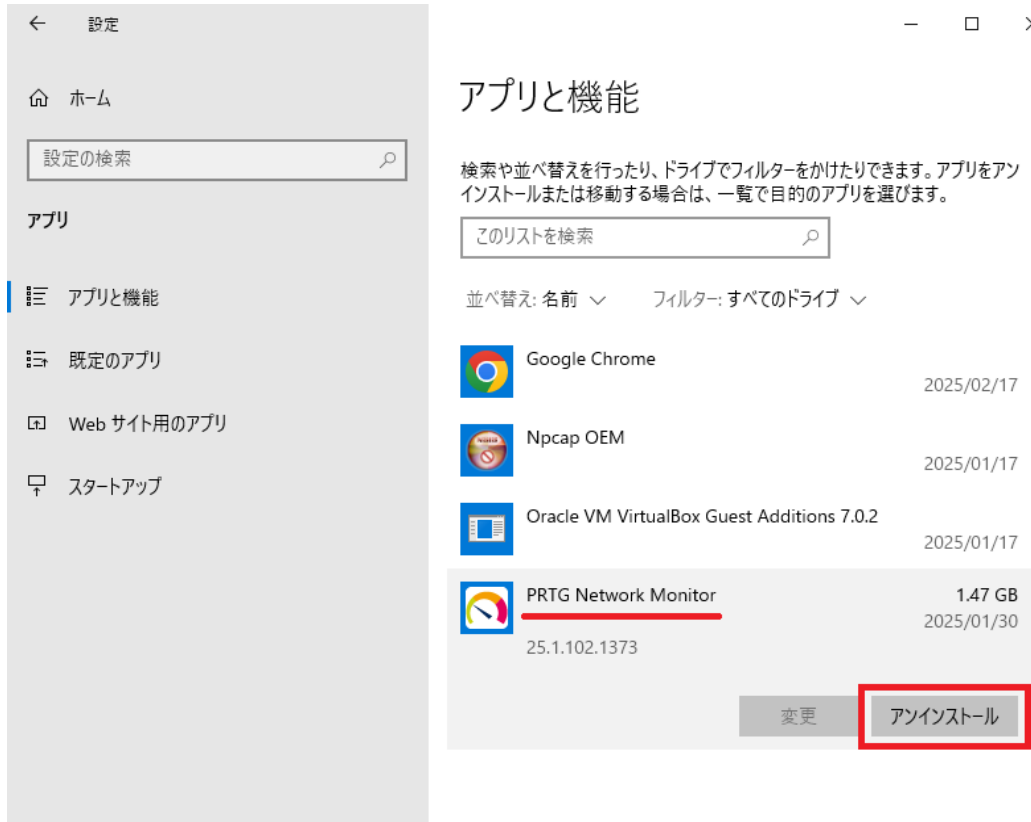 設定
ホーム
設定の検索
アプリ
アプリと機能
既定のアプリ
Web サイト用のアプリ
スタートアップ
アプリと機能
検索や並べ替えを行ったり、ドライブでフィルターをかけたりできます。アプリをアン
インストールまたは移動する場合は、一覧で目的のアプリを選びます。
このリストを検索
並べ替え: 名前 フィルター: すべてのドライブ
Google Chrome
2025/02/17
Npcap OEM
2025/01/17
Oracle VM VirtualBox Guest Additions 7.0.2
2025/01/17
PRTG Network Monitor 1.47 GB
2025/01/30
25.1.102.1373
変更 アンインストール